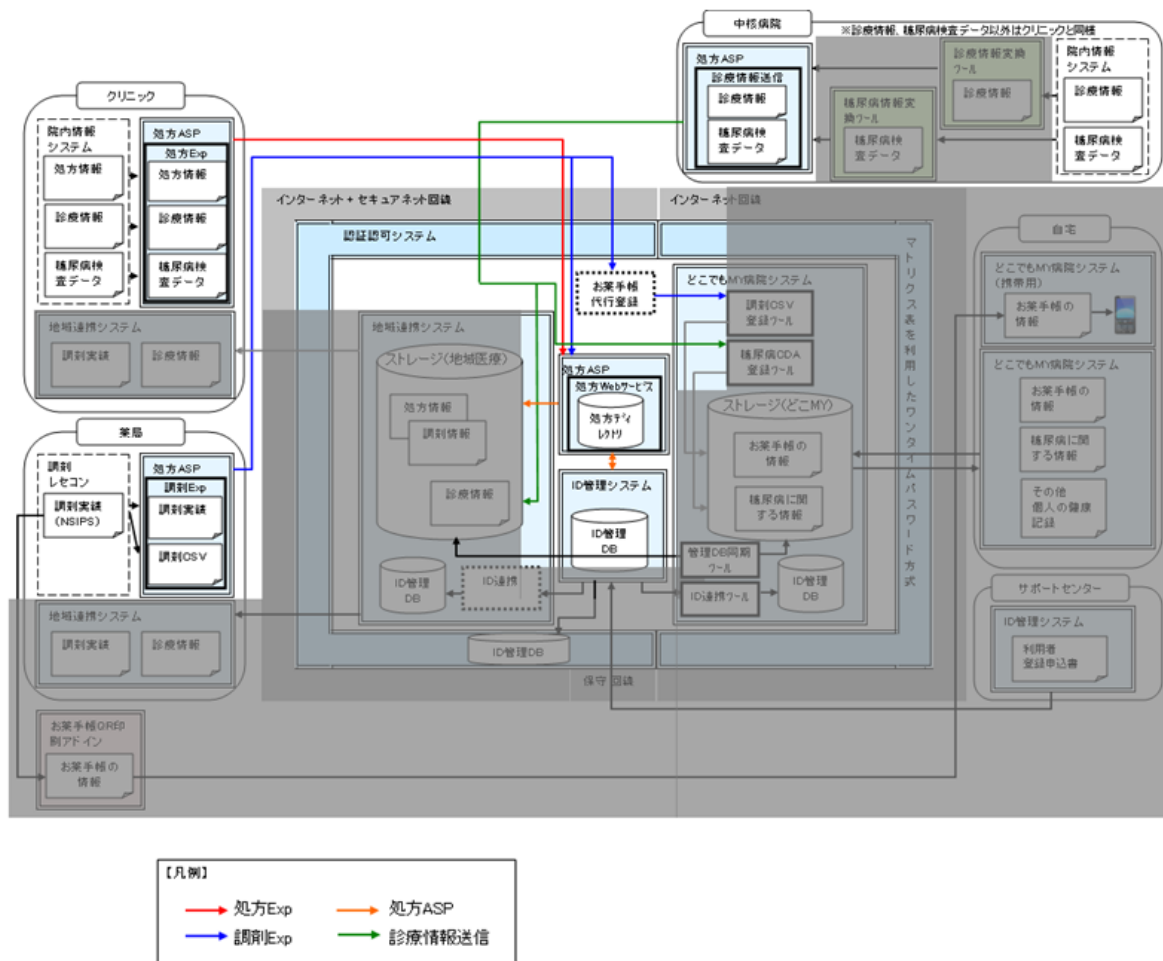 中核病院
※診療情報、糖尿病検査データ以外はクリニックと同様
処方ASP
診療情報送信
診療情報
糖尿病検
査データ
診療情報変換
ツール
診療情報
糖尿病情報変
換ツール
糖尿病検
査データ
院内情報
システム
診療情報
糖尿病検
査データ
クリニック
院内情報
システム
処方情報
診療情報
糖尿病検
査データ
処方ASP
処方Exp
処方情報
診療情報
糖尿病検
査データ
地域連携システム
調剤実績
診療情報
薬局
調剤
レセコン
調剤実績
(NSIPS)
処方ASP
調剤Exp
調剤実績
調剤CSV
地域連携システム
調剤実績
診療情報
お薬手帳QR印
刷アドイン
お薬手帳の
情報
インターネット+セキュアネット回線
インターネット回線
認証認可システム
お薬手帳
代行登録
地域連携システム
ストレージ(地域医療)
処方情報
調剤情報
診療情報
ID管理
DB
ID連携
処方ASP
処方Webサービス
処方ディ
レクトリ
ID管理システム
ID管理
DB
ID管理DB
保守回線
どこでもMY病院システム
調剤CSV
登録ツール
糖尿病CDA
登録ツール
ストレージ(どこMY)
お薬手帳の
情報
糖尿病に関
する情報
管理DB同期
ツール
ID連携ツール
ID管理
DB
マトリクス表を利用したワンタイムパスワード方式
自宅
どこでもMY病院システム
(携帯用)
お薬手帳の
情報
どこでもMY病院システム
お薬手帳の
情報
糖尿病に関
する情報
その他
個人の健康
記録
サポートセンター
ID管理システム
利用者
登録申込書
【凡例】
処方Exp
処方ASP
調剤Exp
診療情報送信